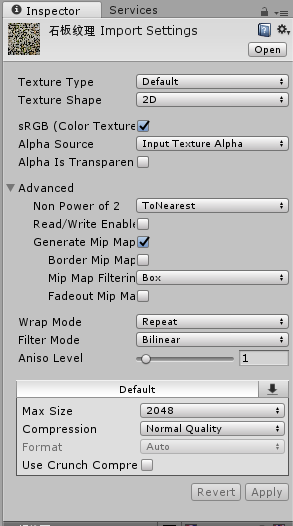 Inspector Services
石板纹理 Import Settings
Open
Texture Type Default
Texture Shape 2D
sRGB (Color Texture
Alpha Source Input Texture Alpha
Alpha Is Transparen
Advanced
Non Power of 2 ToNearest
Read/Write Enable
Generate Mip Map
Border Mip Map
Mip Map Filterin Box
Fadeout Mip Ma
Wrap Mode Repeat
Filter Mode Bilinear
Aniso Level 1
Default
Max Size 2048
Compression Normal Quality
Format Auto
Use Crunch Compre
Revert Apply